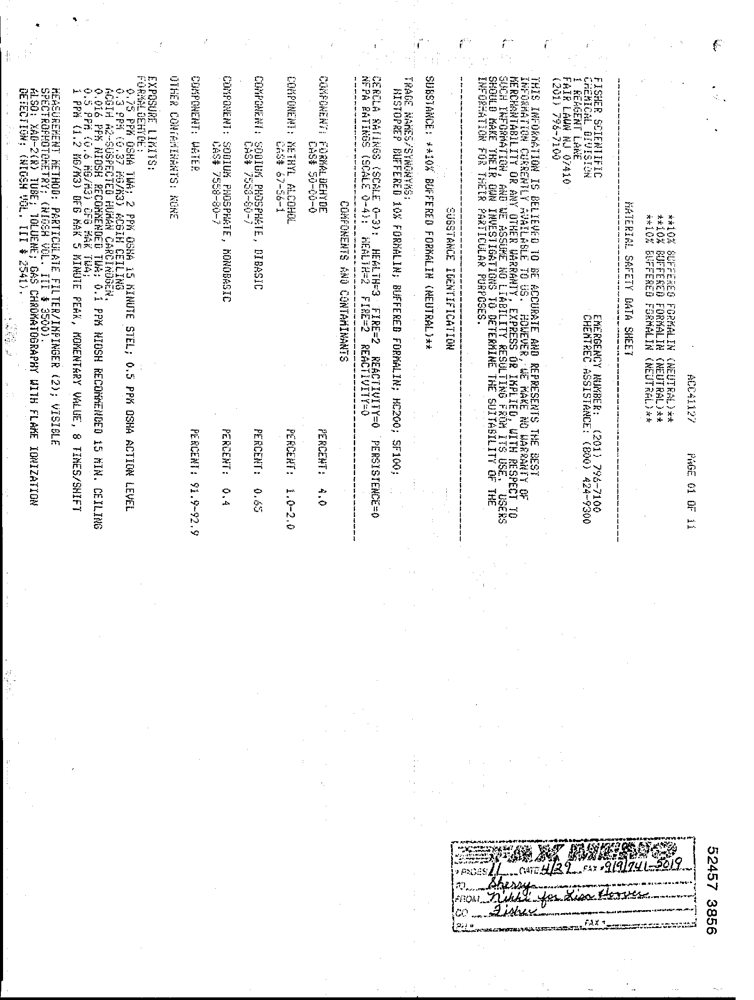 ACC41127 PAGE 01 OF 11
**10% BUFFERED FORMALIN (NEUTRAL)**
**10% BUFFERED FORMALIN (NEUTRAL)**
**10% BUFFERED FORMALIN (NEUTRAL)**
MATERIAL SAFETY DATA SHEET
FISHER SCIENTIFIC EMERGENCY NUMBER: (201) 796-7100
CHEMICAL DIVISION CHEMTREC ASSISTANCE: (800) 424-9300
1 REAGENT LANE
FAIR LAWN NJ 07410
(201) 796-7100
THIS INFORMATION IS BELIEVED TO BE ACCURATE AND REPRESENTS THE BEST
INFORMATION CURRENTLY AVAILABLE TO US. HOWEVER, WE MAKE NO WARRANTY OF
MERCHANTABILITY OR ANY OTHER WARRANTY, EXPRESS OR IMPLIED, WITH RESPECT TO
SUCH INFORMATION, AND WE ASSUME NO LIABILITY RESULTING FROM ITS USE. USERS
SHOULD MAKE THEIR OWN INVESTIGATIONS TO DETERMINE THE SUITABILITY OF THE
INFORMATION FOR THEIR PARTICULAR PURPOSES.
SUBSTANCE IDENTIFICATION
SUBSTANCE: **10% BUFFERED FORMALIN (NEUTRAL)**
TRADE NAMES/SYNONYMS:
HISTOPREP BUFFERED 10% FORMALIN; BUFFERED FORMALIN; HC200; SF100;
CERCLA RATINGS (SCALE 0-3): HEALTH=3 FIRE=2 REACTIVITY=0 PERSISTENCE=0
NFPA RATINGS (SCALE 0-4): HEALTH=2 FIRE=2 REACTIVITY=0
COMPONENTS AND CONTAMINANTS
COMPONENT: FORMALDEHYDE PERCENT: 4.0
CAS# 50-00-0
COMPONENT: METHYL ALCOHOL PERCENT: 1.0-2.0
CAS# 67-56-1
COMPONENT: SODIUM PHOSPHATE, DIBASIC PERCENT: 0.65
CAS# 7558-80-7
COMPONENT: SODIUM PHOSPHATE, MONOBASIC PERCENT: 0.4
CAS# 7558-80-7
COMPONENT: WATER PERCENT: 91.9-92.9
OTHER CONTAMINANTS: NONE
EXPOSURE LIMITS:
FORMALDEHYDE:
0.75 PPM OSHA TWA; 2 PPM OSHA 15 MINUTE STEL; 0.5 PPM OSHA ACTION LEVEL
0.3 PPM (0.37 MG/M3) ACGIH CEILING
ACGIH A2-SUSPECTED HUMAN CARCINOGEN.
0.016 PPM NIOSH RECOMMENDED TWA; 0.1 PPM NIOSH RECOMMENDED 15 MIN. CEILING
0.5 PPM (0.6 MG/M3) DFG MAK TWA;
1 PPM (1.2 MG/M3) DFG MAK 5 MINUTE PEAK, MOMENTARY VALUE, 8 TIMES/SHIFT
MEASUREMENT METHOD: PARTICULATE FILTER/IMPINGER (2); VISIBLE
SPECTROPHOTOMETRY; (NIOSH VOL. III # 3500);
ALSO: XAD-2(R) TUBE; TOLUENE; GAS CHROMATOGRAPHY WITH FLAME IONIZATION
DETECTION; (NIOSH VOL. III # 2541).
FAX MEMO
# PAGES 11 DATE 4/29 FAX # 919/741-5019
TO Sherry
FROM Nikki for Lisa Hoover
CO Fisher
PH # FAX #
52457 3856